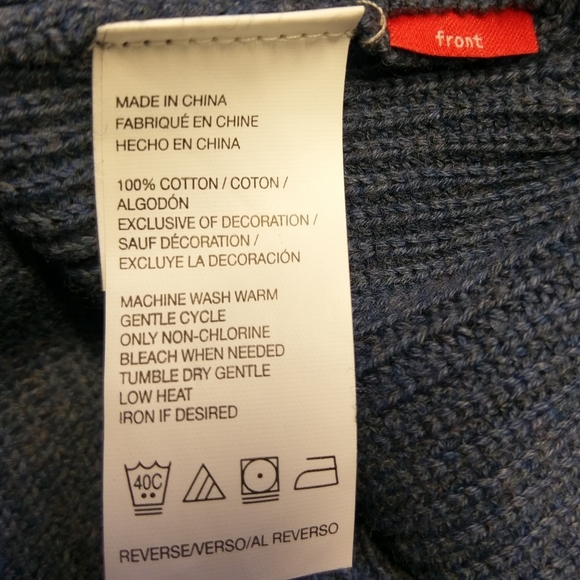 front
MADE IN CHINA
FABRIQUÉ EN CHINE
HECHO EN CHINA
100% COTTON / COTON /
ALGODÓN
EXCLUSIVE OF DECORATION /
SAUF DÉCORATION /
EXCLUYE LA DECORACIÓN
MACHINE WASH WARM
GENTLE CYCLE
ONLY NON-CHLORINE
BLEACH WHEN NEEDED
TUMBLE DRY GENTLE
LOW HEAT
IRON IF DESIRED
40C
REVERSE/VERSO/AL REVERSO